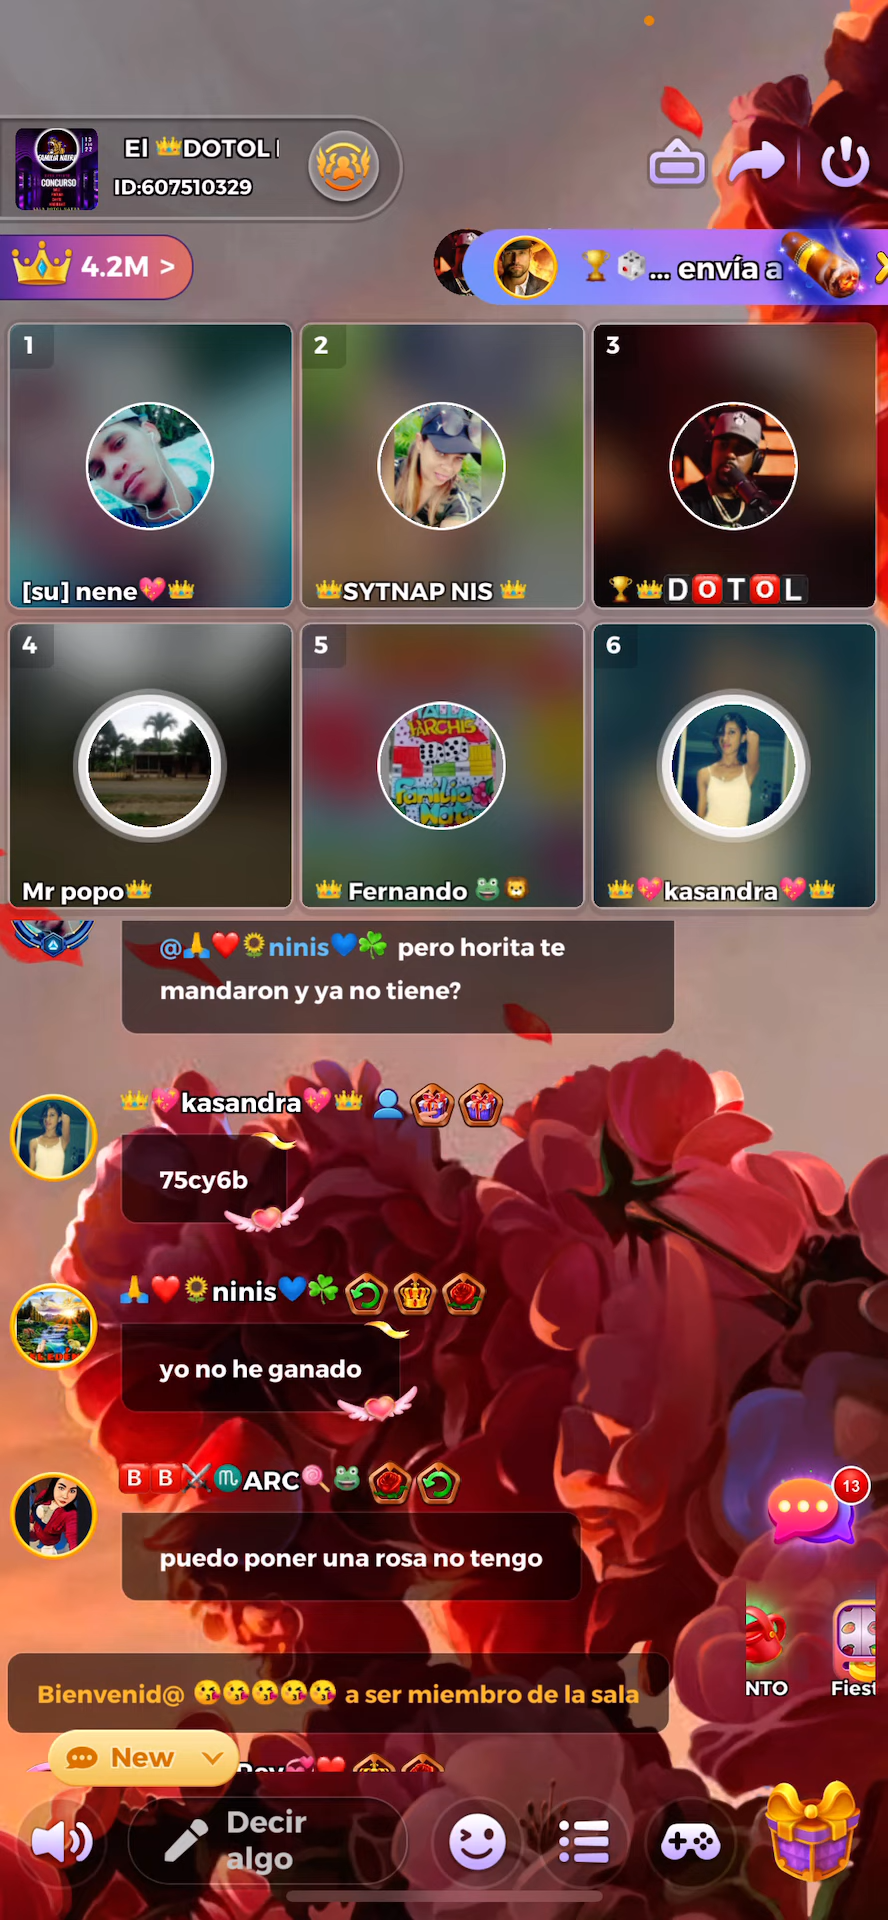 El 👑DOTOL
ID:607510329
4.2M >
🏆🎲... envía a
1
2
3
[su] nene💖👑
👑SYTNAP NIS 👑
🏆👑D🅾️T🅾️L
4
5
6
Mr popo👑
👑 Fernando 🐸🦁
👑💖kasandra💖👑
@🙏❤️🌻ninis💙☘️ pero horita te
mandaron y ya no tiene?
👑💖kasandra💖👑
75cy6b
🙏❤️🌻ninis💙☘️
yo no he ganado
🅱️🅱️⚔️♏ARC🍭🐸
puedo poner una rosa no tengo
13
NTO
Fiest
Bienvenid@ 😘😘😘😘😘 a ser miembro de la sala
New
Decir
algo